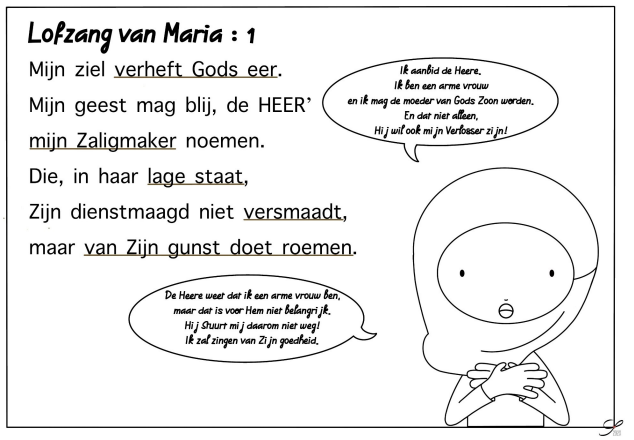 Lofzang van Maria : 1
Mijn ziel verheft Gods eer.
Mijn geest mag blij, de HEER'
mijn Zaligmaker noemen.
Die, in haar lage staat,
Zijn dienstmaagd niet versmaadt,
maar van Zijn gunst doet roemen.
Ik aanbid de Heere.
Ik ben een arme vrouw
en ik mag de moeder van Gods Zoon worden.
En dat niet alleen,
Hij wil ook mijn Verlosser zijn!
De Heere weet dat ik een arme vrouw ben,
maar dat is voor Hem niet belangrijk.
Hij Stuurt mij daarom niet weg!
Ik zal zingen van Zijn goedheid.